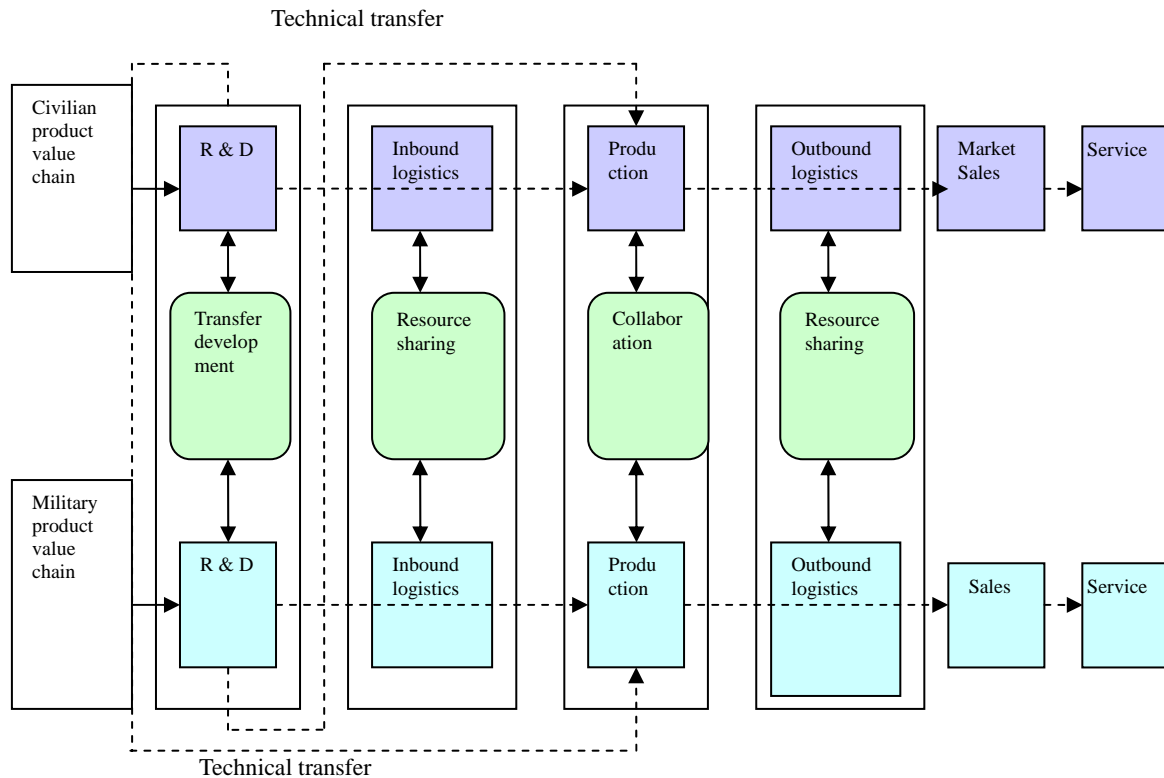 Technical transfer
Civilian
product
value
chain
R & D
Inbound
logistics
Produ
ction
Outbound
logistics
Market
Sales
Service
Transfer
develop
ment
Resource
sharing
Collabor
ation
Resource
sharing
Military
product
value
chain
R & D
Inbound
logistics
Produ
ction
Outbound
logistics
Sales
Service
Technical transfer